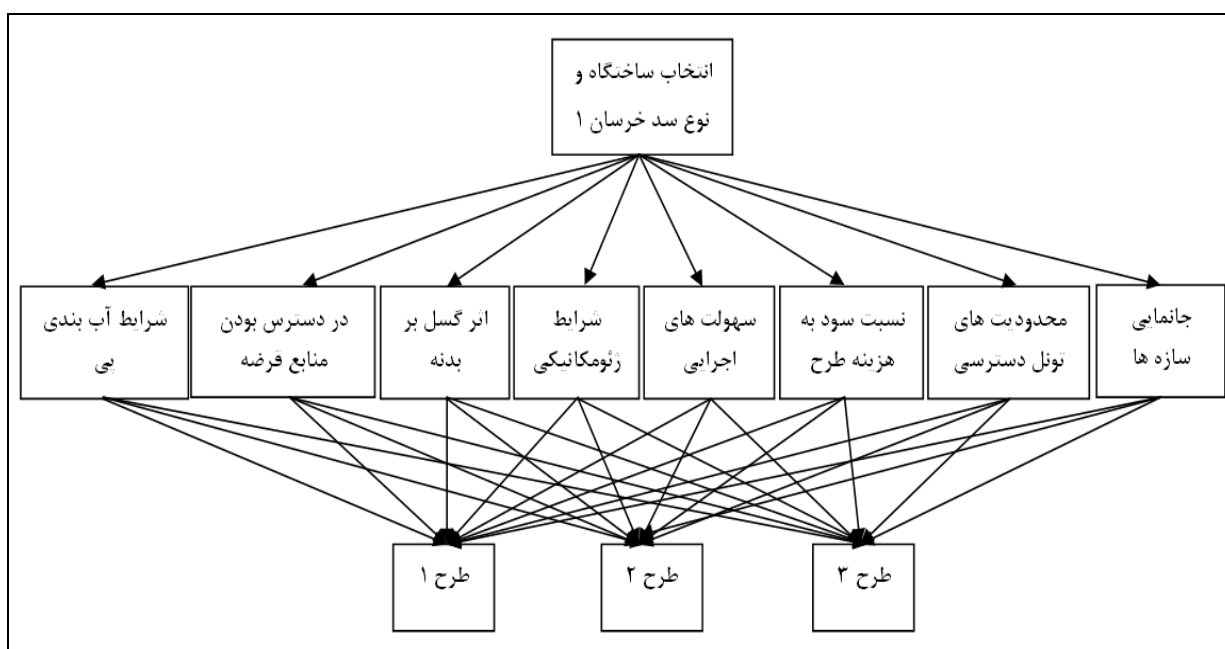 انتخاب ساختگاه و
نوع سد خرسان ۱
جانمایی
سازه ها
محدودیت های
تونل دسترسی
نسبت سود به
هزینه طرح
سهولت های
اجرایی
شرایط
ژئومکانیکی
اثر گسل بر
بدنه
در دسترس بودن
منابع قرضه
شرایط آب بندی
پی
طرح ۳
طرح ۲
طرح ۱